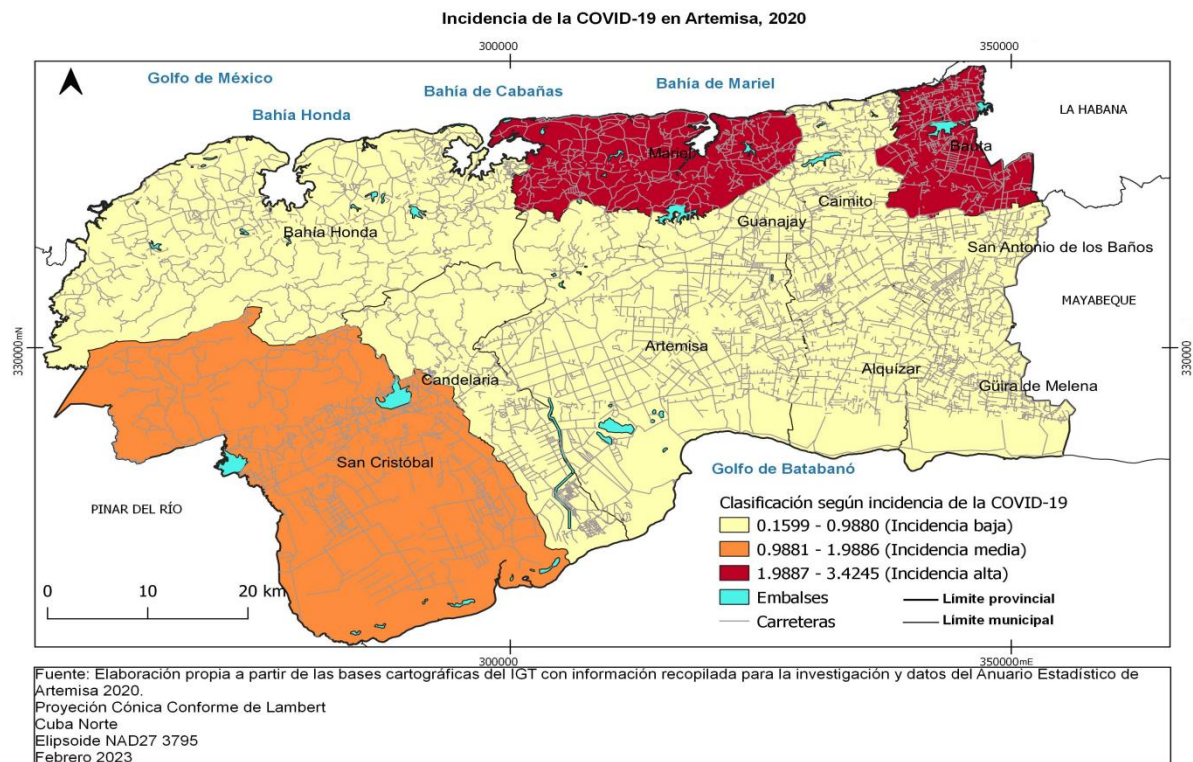 Incidencia de la COVID-19 en Artemisa, 2020
300000
350000
Golfo de México
Bahía de Cabañas
Bahía de Mariel
Bahía Honda
LA HABANA
Mariel
Bauta
Caimito
Guanajay
Bahía Honda
San Antonio de los Baños
MAYABEQUE
330000mN
330000
Artemisa
Alquízar
Candelaria
Güira de Melena
San Cristóbal
Golfo de Batabanó
PINAR DEL RÍO
Clasificación según incidencia de la COVID-19
0.1599 - 0.9880 (Incidencia baja)
0.9881 - 1.9886 (Incidencia media)
1.9887 - 3.4245 (Incidencia alta)
Embalses
Límite provincial
Carreteras
Límite municipal
0 10 20 km
300000
350000mE
Fuente: Elaboración propia a partir de las bases cartográficas del IGT con información recopilada para la investigación y datos del Anuario Estadístico de
Artemisa 2020.
Proyeción Cónica Conforme de Lambert
Cuba Norte
Elipsoide NAD27 3795
Febrero 2023